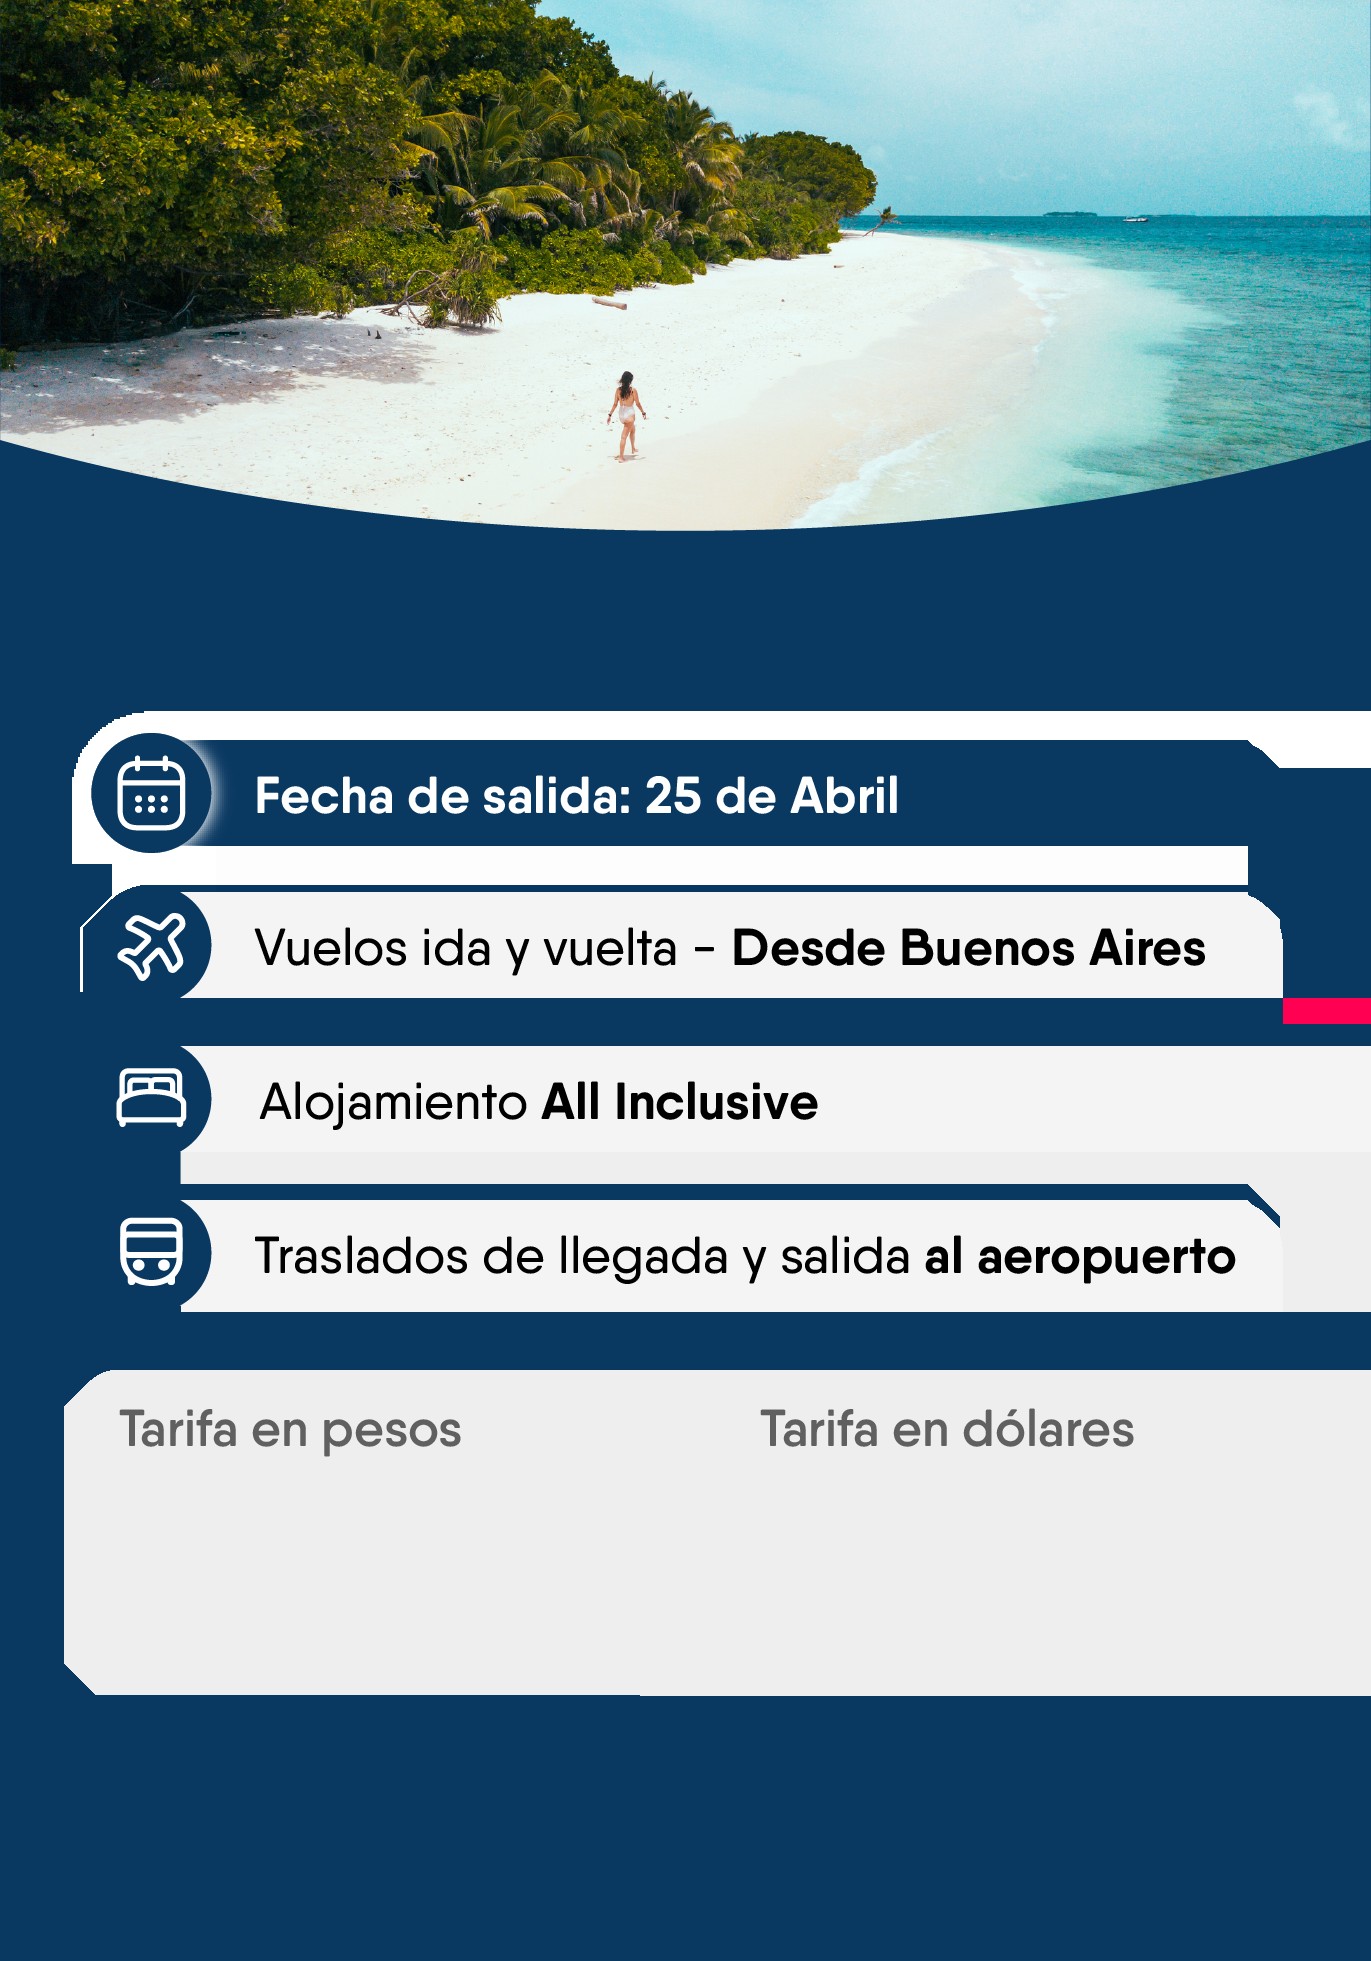 Fecha de salida: 25 de Abril
Vuelos ida y vuelta - Desde Buenos Aires
Alojamiento All Inclusive
Traslados de llegada y salida al aeropuerto
Tarifa en pesos
Tarifa en dólares